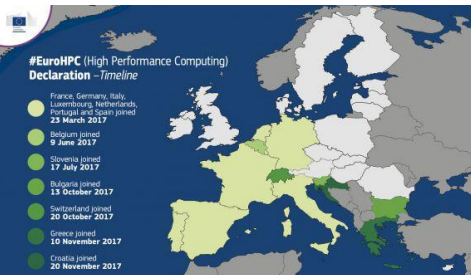 #EuroHPC (High Performance Computing)
Declaration – Timeline
France, Germany, Italy,
Luxembourg, Netherlands,
Portugal and Spain joined
23 March 2017
Belgium joined
9 June 2017
Slovenia joined
17 July 2017
Bulgaria joined
13 October 2017
Switzerland joined
20 October 2017
Greece joined
10 November 2017
Croatia joined
20 November 2017